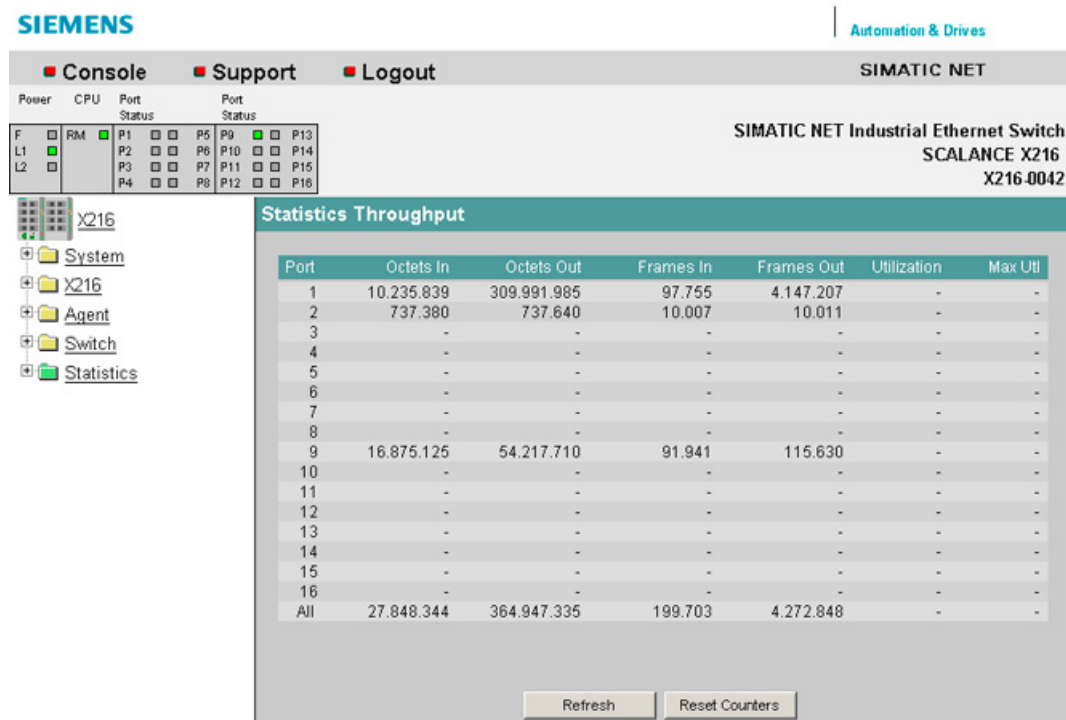 SIEMENS
Automation & Drives
Console Support Logout SIMATIC NET
Power CPU Port Status Port Status
F RM P1 P5 P9 P13
L1 P2 P6 P10 P14
L2 P3 P7 P11 P15
P4 P8 P12 P16
SIMATIC NET Industrial Ethernet Switch
SCALANCE X216
X216-0042
X216
System
X216
Agent
Switch
Statistics
Statistics Throughput
Port Octets In Octets Out Frames In Frames Out Utilization Max Utl
1 10.235.839 309.991.985 97.755 4.147.207 - -
2 737.380 737.640 10.007 10.011 - -
3 - - - - - -
4 - - - - - -
5 - - - - - -
6 - - - - - -
7 - - - - - -
8 - - - - - -
9 16.875.125 54.217.710 91.941 115.630 - -
10 - - - - - -
11 - - - - - -
12 - - - - - -
13 - - - - - -
14 - - - - - -
15 - - - - - -
16 - - - - - -
All 27.848.344 364.947.335 199.703 4.272.848 - -
Refresh Reset Counters